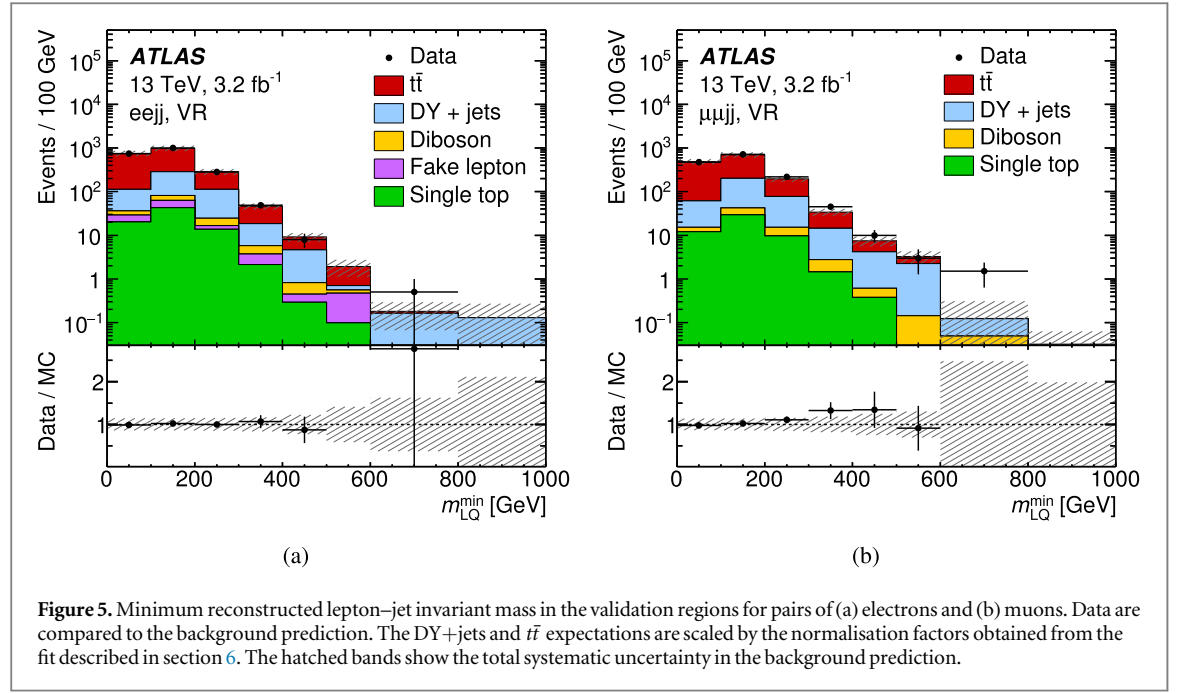 ATLAS
13 TeV, 3.2 fb⁻¹
eejj, VR
Data
tt̄
DY + jets
Diboson
Fake lepton
Single top
Events / 100 GeV
10⁵
10⁴
10³
10²
10
1
10⁻¹
Data / MC
2
1
0 200 400 600 800 1000
m_LQ^min [GeV]
(a)
ATLAS
13 TeV, 3.2 fb⁻¹
μμjj, VR
Data
tt̄
DY + jets
Diboson
Single top
Events / 100 GeV
10⁵
10⁴
10³
10²
10
1
10⁻¹
Data / MC
2
1
0 200 400 600 800 1000
m_LQ^min [GeV]
(b)
Figure 5. Minimum reconstructed lepton–jet invariant mass in the validation regions for pairs of (a) electrons and (b) muons. Data are
compared to the background prediction. The DY+jets and tt̄ expectations are scaled by the normalisation factors obtained from the
fit described in section 6. The hatched bands show the total systematic uncertainty in the background prediction.